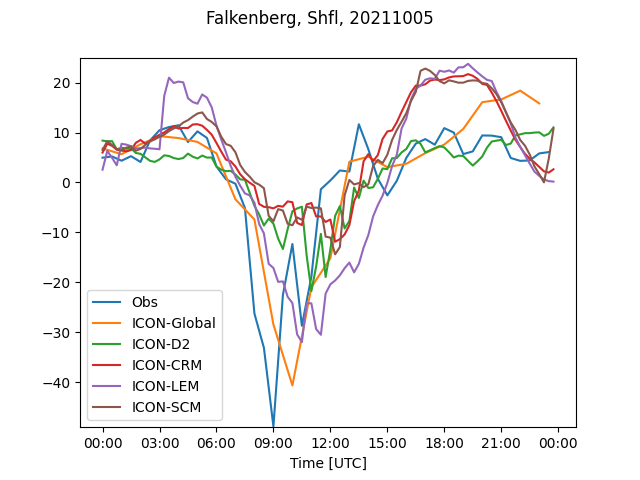 Falkenberg, Shfl, 20211005
20
10
0
−10
−20
−30
−40
Obs
ICON-Global
ICON-D2
ICON-CRM
ICON-LEM
ICON-SCM
00:00 03:00 06:00 09:00 12:00 15:00 18:00 21:00 00:00
Time [UTC]